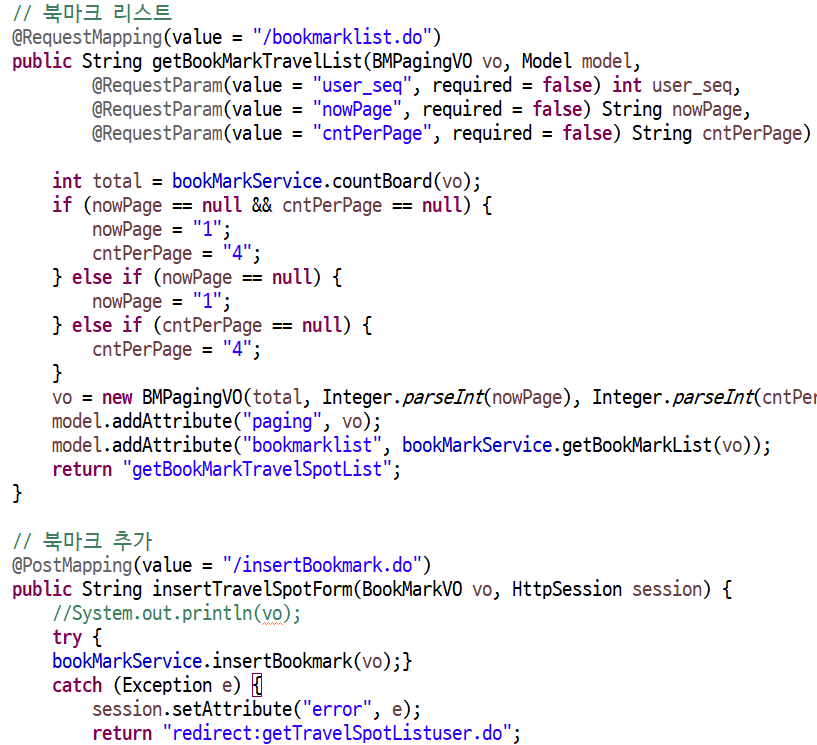 // 북마크 리스트
@RequestMapping(value = "/bookmarklist.do")
public String getBookMarkTravelList(BMPagingVO vo, Model model,
        @RequestParam(value = "user_seq", required = false) int user_seq,
        @RequestParam(value = "nowPage", required = false) String nowPage,
        @RequestParam(value = "cntPerPage", required = false) String cntPerPage)
    int total = bookMarkService.countBoard(vo);
    if (nowPage == null && cntPerPage == null) {
        nowPage = "1";
        cntPerPage = "4";
    } else if (nowPage == null) {
        nowPage = "1";
    } else if (cntPerPage == null) {
        cntPerPage = "4";
    }
    vo = new BMPagingVO(total, Integer.parseInt(nowPage), Integer.parseInt(cntPer
    model.addAttribute("paging", vo);
    model.addAttribute("bookmarklist", bookMarkService.getBookMarkList(vo));
    return "getBookMarkTravelSpotList";
}
// 북마크 추가
@PostMapping(value = "/insertBookmark.do")
public String insertTravelSpotForm(BookMarkVO vo, HttpSession session) {
    //System.out.println(vo);
    try {
    bookMarkService.insertBookmark(vo);}
    catch (Exception e) {
        session.setAttribute("error", e);
        return "redirect:getTravelSpotListuser.do";